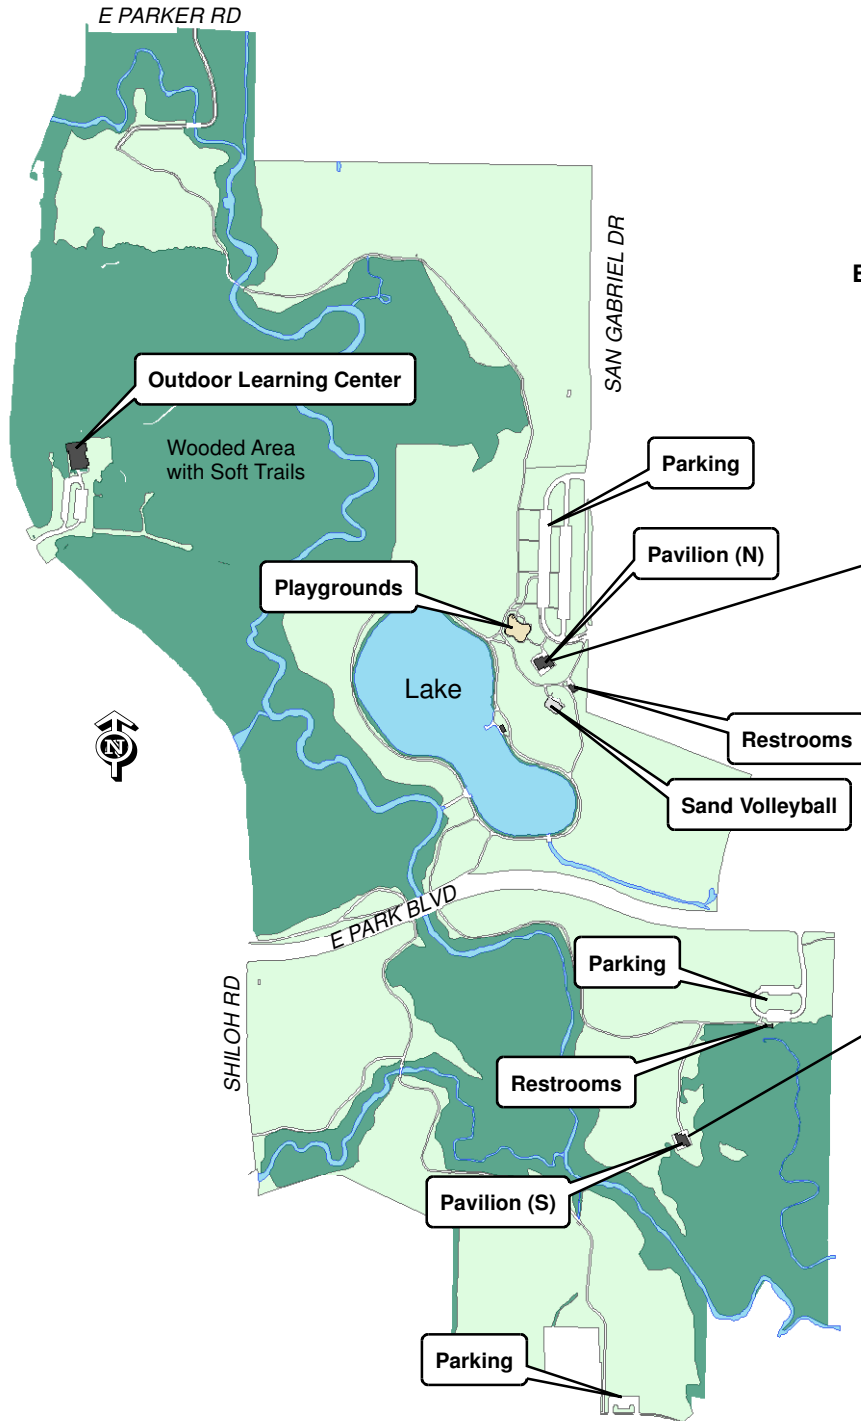 E PARKER RD
SAN GABRIEL DR
E
Outdoor Learning Center
Wooded Area
with Soft Trails
Parking
Pavilion (N)
Playgrounds
Lake
N
Restrooms
Sand Volleyball
E PARK BLVD
Parking
SHILOH RD
Restrooms
Pavilion (S)
Parking